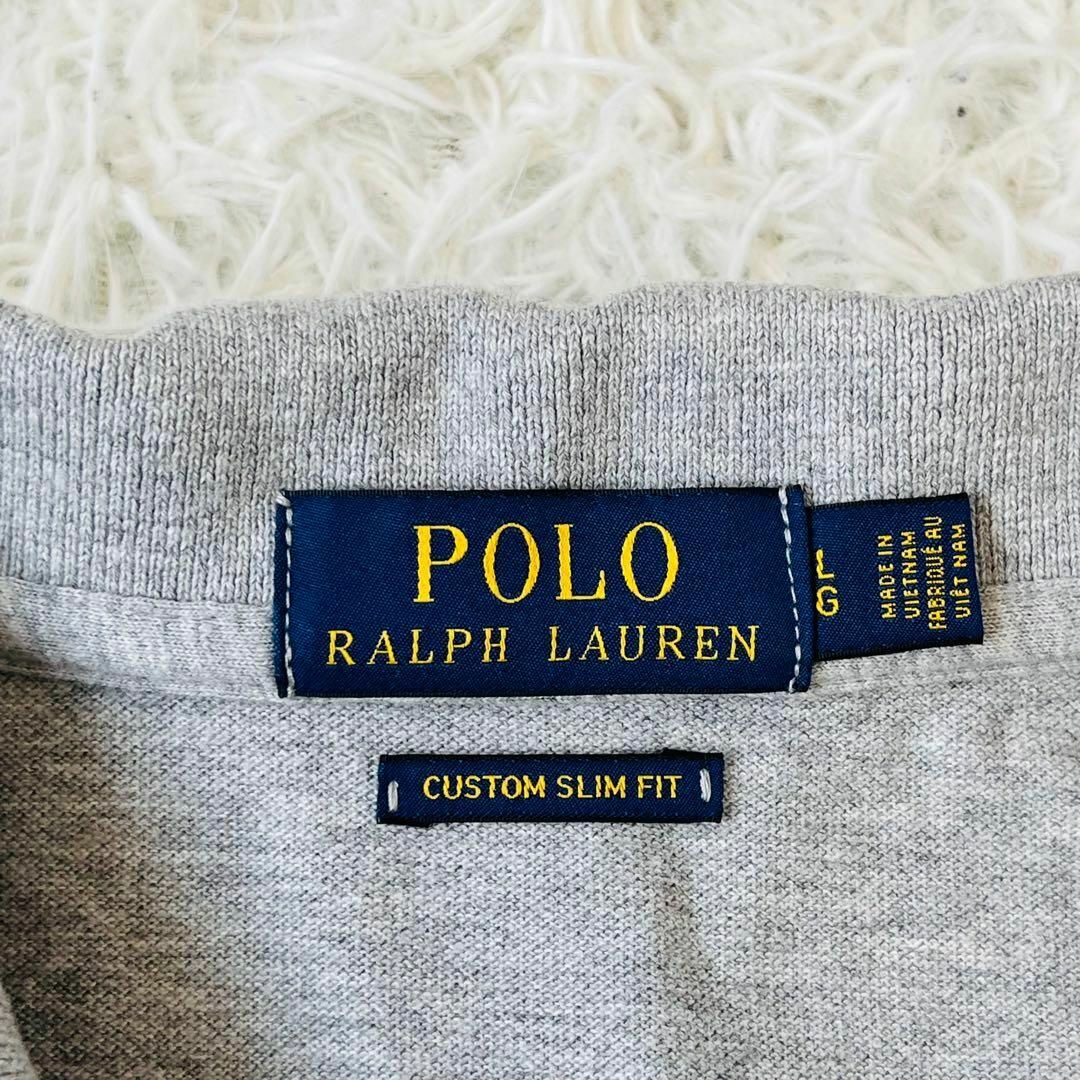 POLO
RALPH LAUREN
L
G
MADE IN
VIETNAM
FABRIQUÉ AU
VIÊT NAM
CUSTOM SLIM FIT